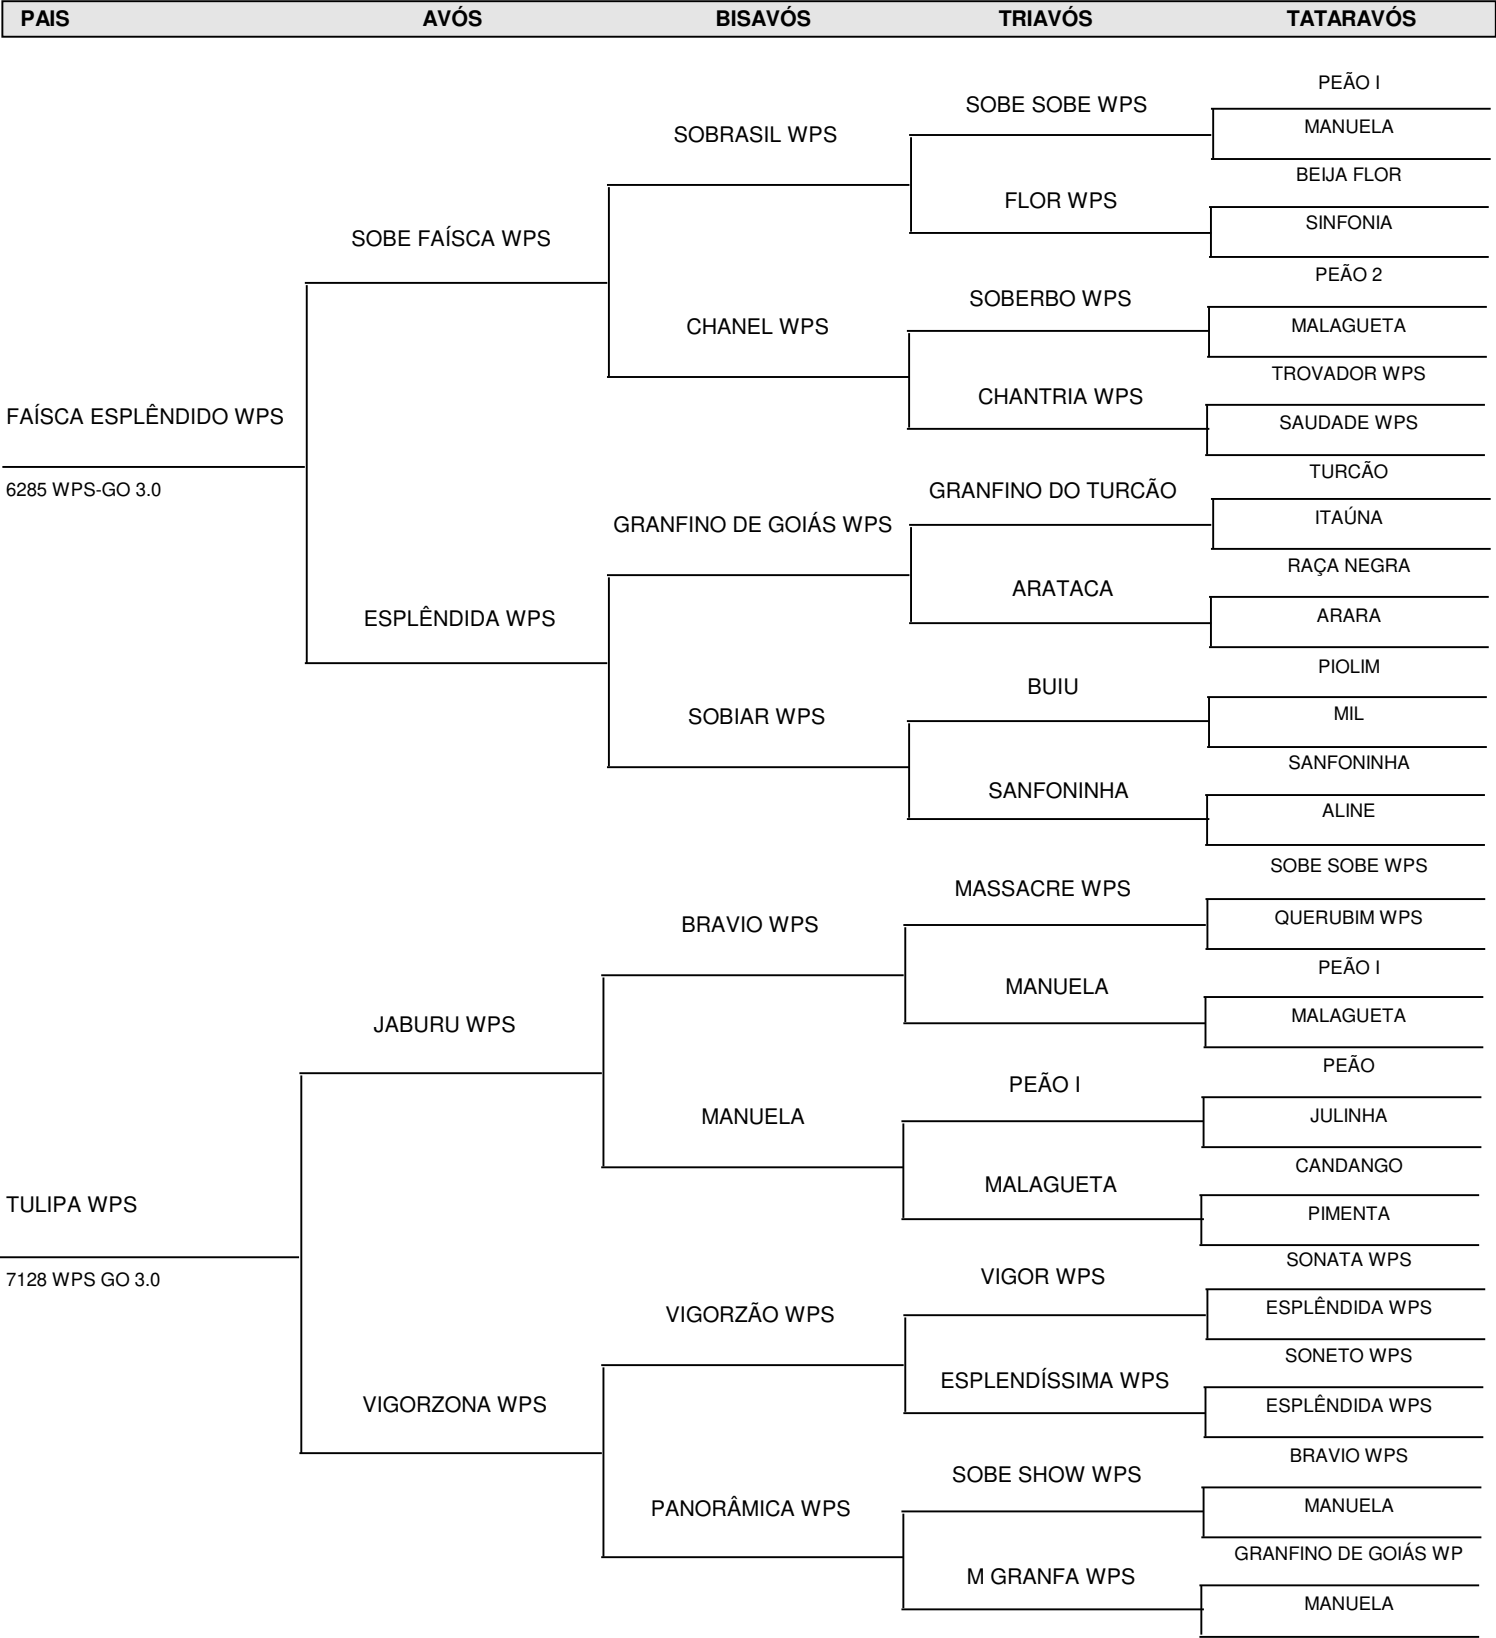 PAIS AVÓS BISAVÓS TRIAVÓS TATARAVÓS
PEÃO I
SOBE SOBE WPS
MANUELA
SOBRASIL WPS
BEIJA FLOR
FLOR WPS
SINFONIA
SOBE FAÍSCA WPS
PEÃO 2
SOBERBO WPS
MALAGUETA
CHANEL WPS
TROVADOR WPS
CHANTRIA WPS
SAUDADE WPS
FAÍSCA ESPLÊNDIDO WPS
6285 WPS-GO 3.0
TURCÃO
GRANFINO DO TURCÃO
ITAÚNA
GRANFINO DE GOIÁS WPS
RAÇA NEGRA
ARATACA
ARARA
ESPLÊNDIDA WPS
PIOLIM
BUIU
MIL
SOBIAR WPS
SANFONINHA
SANFONINHA
ALINE
SOBE SOBE WPS
MASSACRE WPS
QUERUBIM WPS
BRAVIO WPS
PEÃO I
MANUELA
MALAGUETA
JABURU WPS
PEÃO
PEÃO I
JULINHA
MANUELA
CANDANGO
MALAGUETA
PIMENTA
TULIPA WPS
7128 WPS GO 3.0
SONATA WPS
VIGOR WPS
ESPLÊNDIDA WPS
VIGORZÃO WPS
SONETO WPS
ESPLENDÍSSIMA WPS
ESPLÊNDIDA WPS
VIGORZONA WPS
BRAVIO WPS
SOBE SHOW WPS
MANUELA
PANORÂMICA WPS
GRANFINO DE GOIÁS WP
M GRANFA WPS
MANUELA